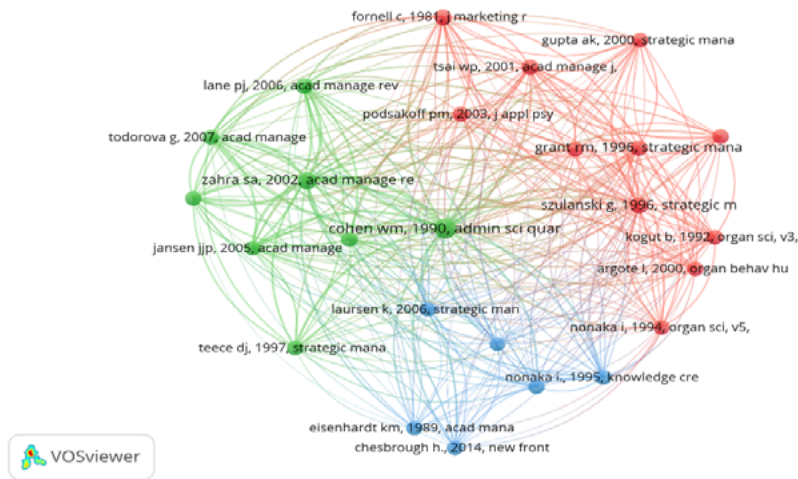 fornell c, 1981, j marketing r
gupta ak, 2000, strategic mana
tsai wp, 2001, acad manage j,
lane pj, 2006, acad manage rev
podsakoff pm, 2003, j appl psy
todorova g, 2007, acad manage
grant rm, 1996, strategic mana
zahra sa, 2002, acad manage re
szulanski g, 1996, strategic m
cohen wm, 1990, admin sci quar
kogut b, 1992, organ sci, v3,
jansen jjp, 2005, acad manage
argote l, 2000, organ behav hu
laursen k, 2006, strategic man
nonaka i, 1994, organ sci, v5,
teece dj, 1997, strategic mana
nonaka i., 1995, knowledge cre
eisenhardt km, 1989, acad mana
chesbrough h., 2014, new front
VOSviewer